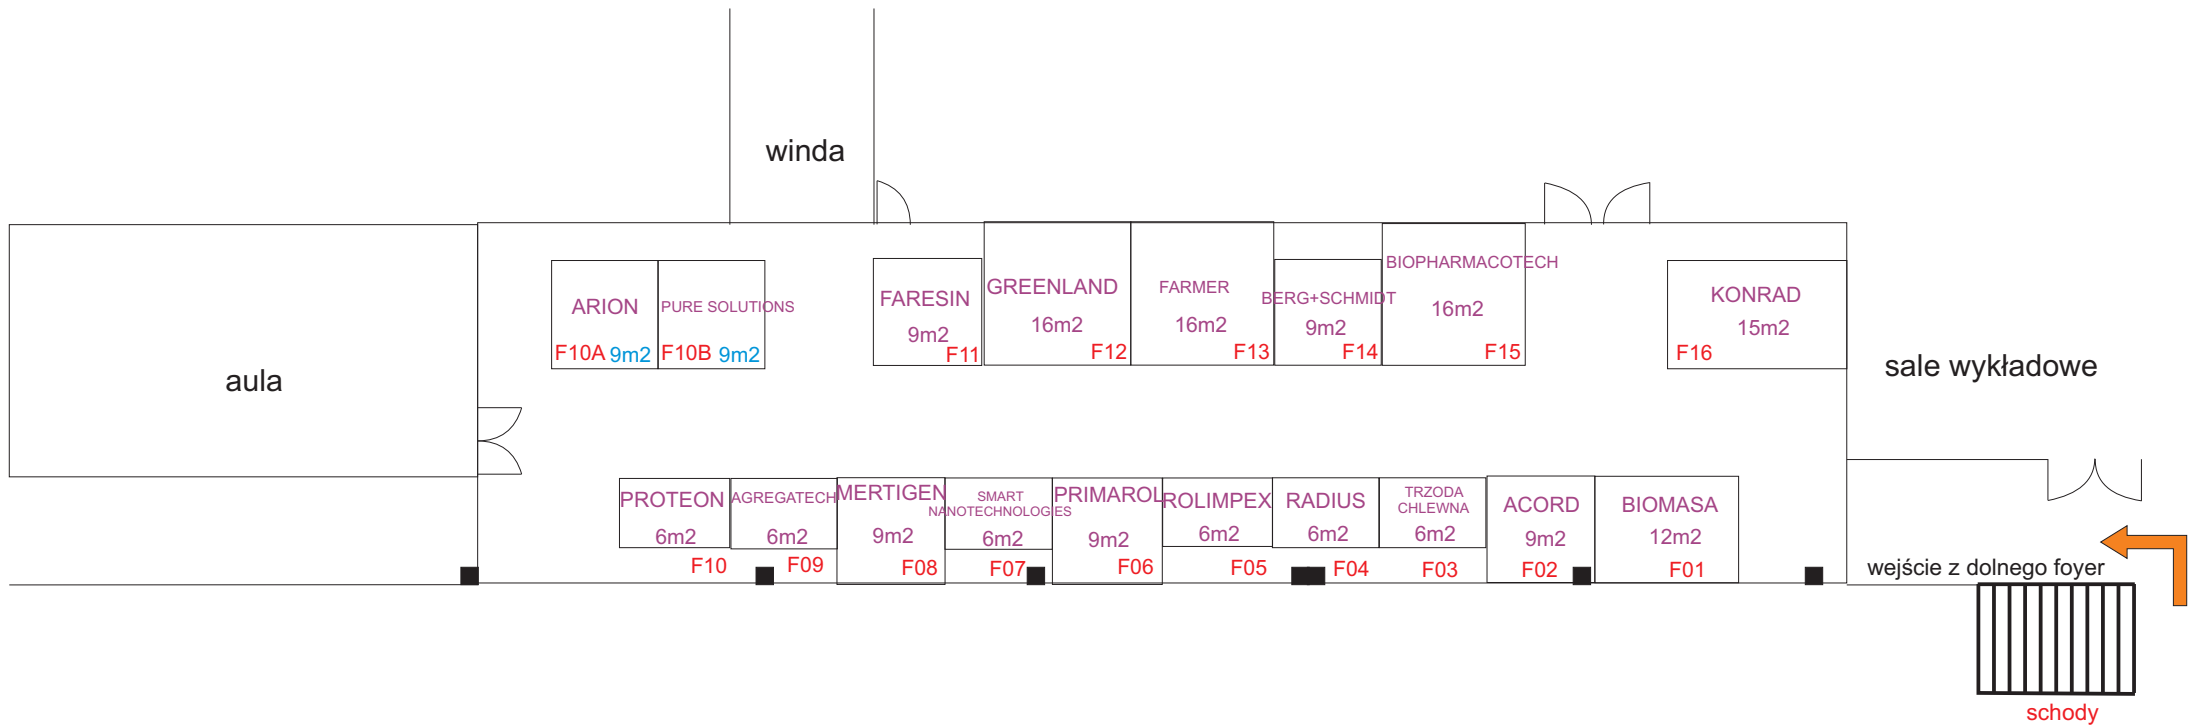 winda
aula
sale wykładowe
ARION
F10A 9m2
PURE SOLUTIONS
F10B 9m2
FARESIN
9m2
F11
GREENLAND
16m2
F12
FARMER
16m2
F13
BERG+SCHMIDT
9m2
F14
BIOPHARMACOTECH
16m2
F15
KONRAD
15m2
F16
PROTEON
6m2
F10
AGREGATECH
6m2
F09
MERTIGEN
9m2
F08
SMART
NANOTECHNOLOGIES
6m2
F07
PRIMAROL
9m2
F06
ROLIMPEX
6m2
F05
RADIUS
6m2
F04
TRZODA
CHLEWNA
6m2
F03
ACORD
9m2
F02
BIOMASA
12m2
F01
wejście z dolnego foyer
schody